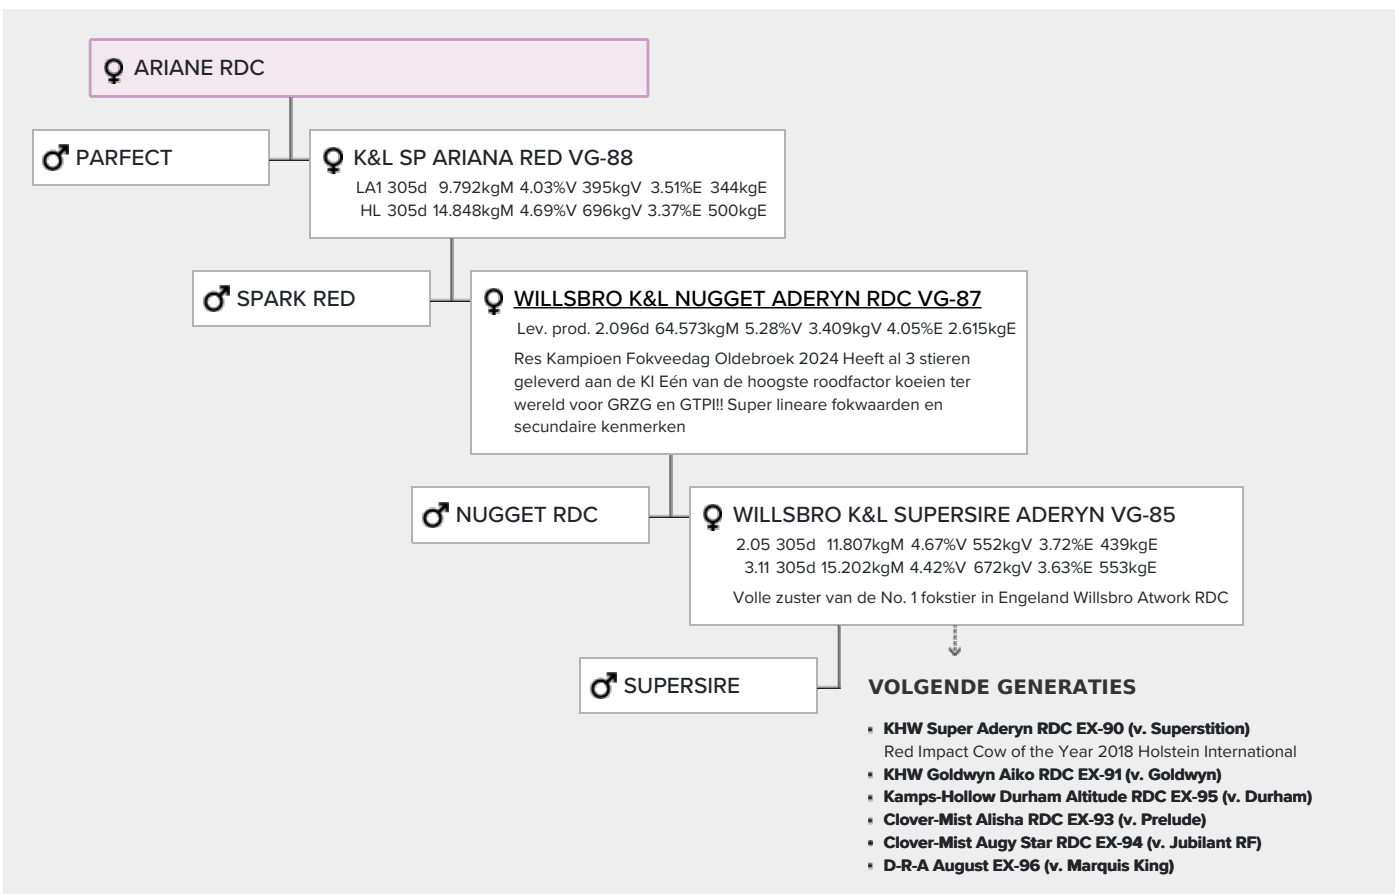 ARIANE RDC
PARFECT
K&L SP ARIANA RED VG-88
LA1 305d 9.792kgM 4.03%V 395kgV 3.51%E 344kgE
HL 305d 14.848kgM 4.69%V 696kgV 3.37%E 500kgE
SPARK RED
WILLSBRO K&L NUGGET ADERYN RDC VG-87
Lev. prod. 2.096d 64.573kgM 5.28%V 3.409kgV 4.05%E 2.615kgE
Res Kampioen Fokveedag Oldebroek 2024 Heeft al 3 stieren
geleverd aan de KI Eén van de hoogste roodfactor koeien ter
wereld voor GRZG en GTPI!! Super lineare fokwaarden en
secundaire kenmerken
NUGGET RDC
WILLSBRO K&L SUPERSIRE ADERYN VG-85
2.05 305d 11.807kgM 4.67%V 552kgV 3.72%E 439kgE
3.11 305d 15.202kgM 4.42%V 672kgV 3.63%E 553kgE
Volle zuster van de No. 1 fokstier in Engeland Willsbro Atwork RDC
SUPERSIRE
VOLGENDE GENERATIES
▪ KHW Super Aderyn RDC EX-90 (v. Superstition)
Red Impact Cow of the Year 2018 Holstein International
▪ KHW Goldwyn Aiko RDC EX-91 (v. Goldwyn)
▪ Kamps-Hollow Durham Altitude RDC EX-95 (v. Durham)
▪ Clover-Mist Alisha RDC EX-93 (v. Prelude)
▪ Clover-Mist Augy Star RDC EX-94 (v. Jubilant RF)
▪ D-R-A August EX-96 (v. Marquis King)